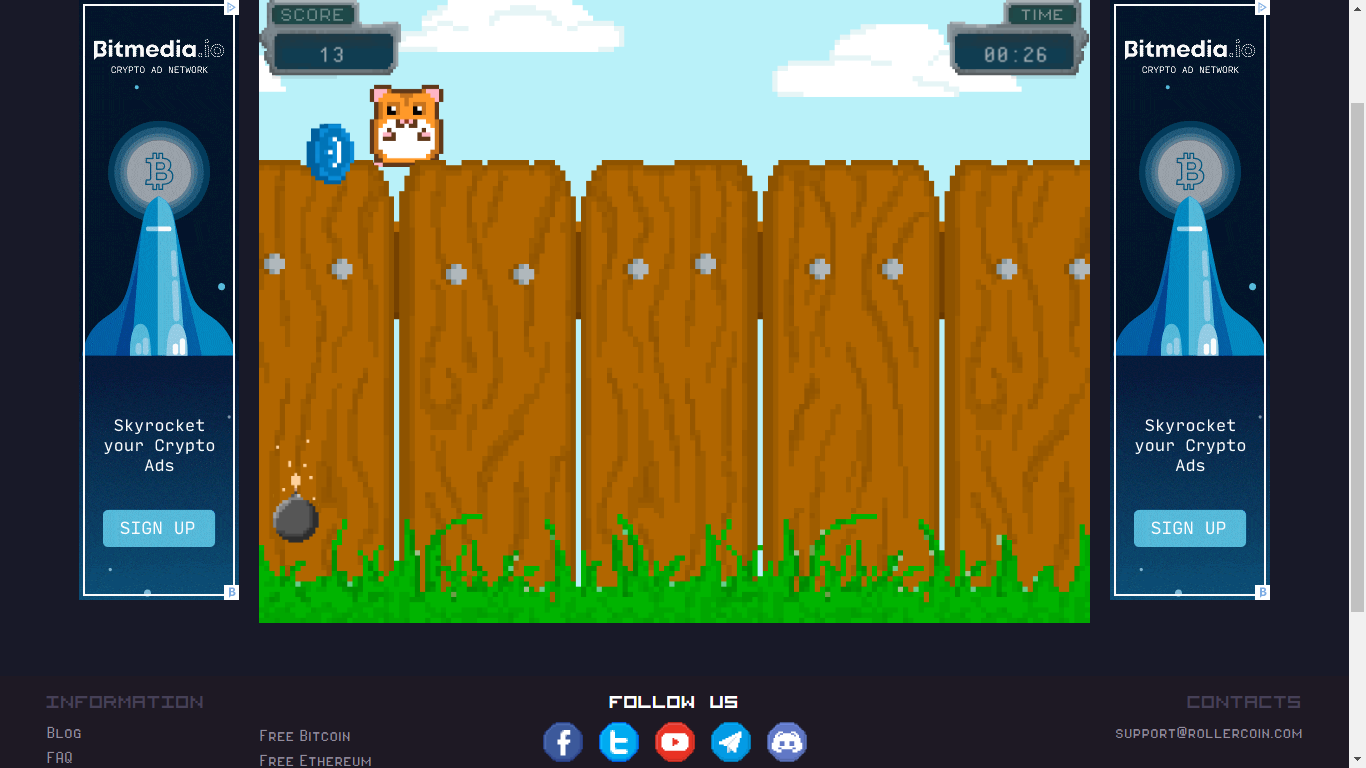 Bitmedia.io
CRYPTO AD NETWORK
Skyrocket
your Crypto
Ads
SIGN UP
SCORE
13
TIME
00:26
Bitmedia.io
CRYPTO AD NETWORK
Skyrocket
your Crypto
Ads
SIGN UP
INFORMATION
Blog
FAQ
Free Bitcoin
Free Ethereum
FOLLOW US
CONTACTS
support@rollercoin.com